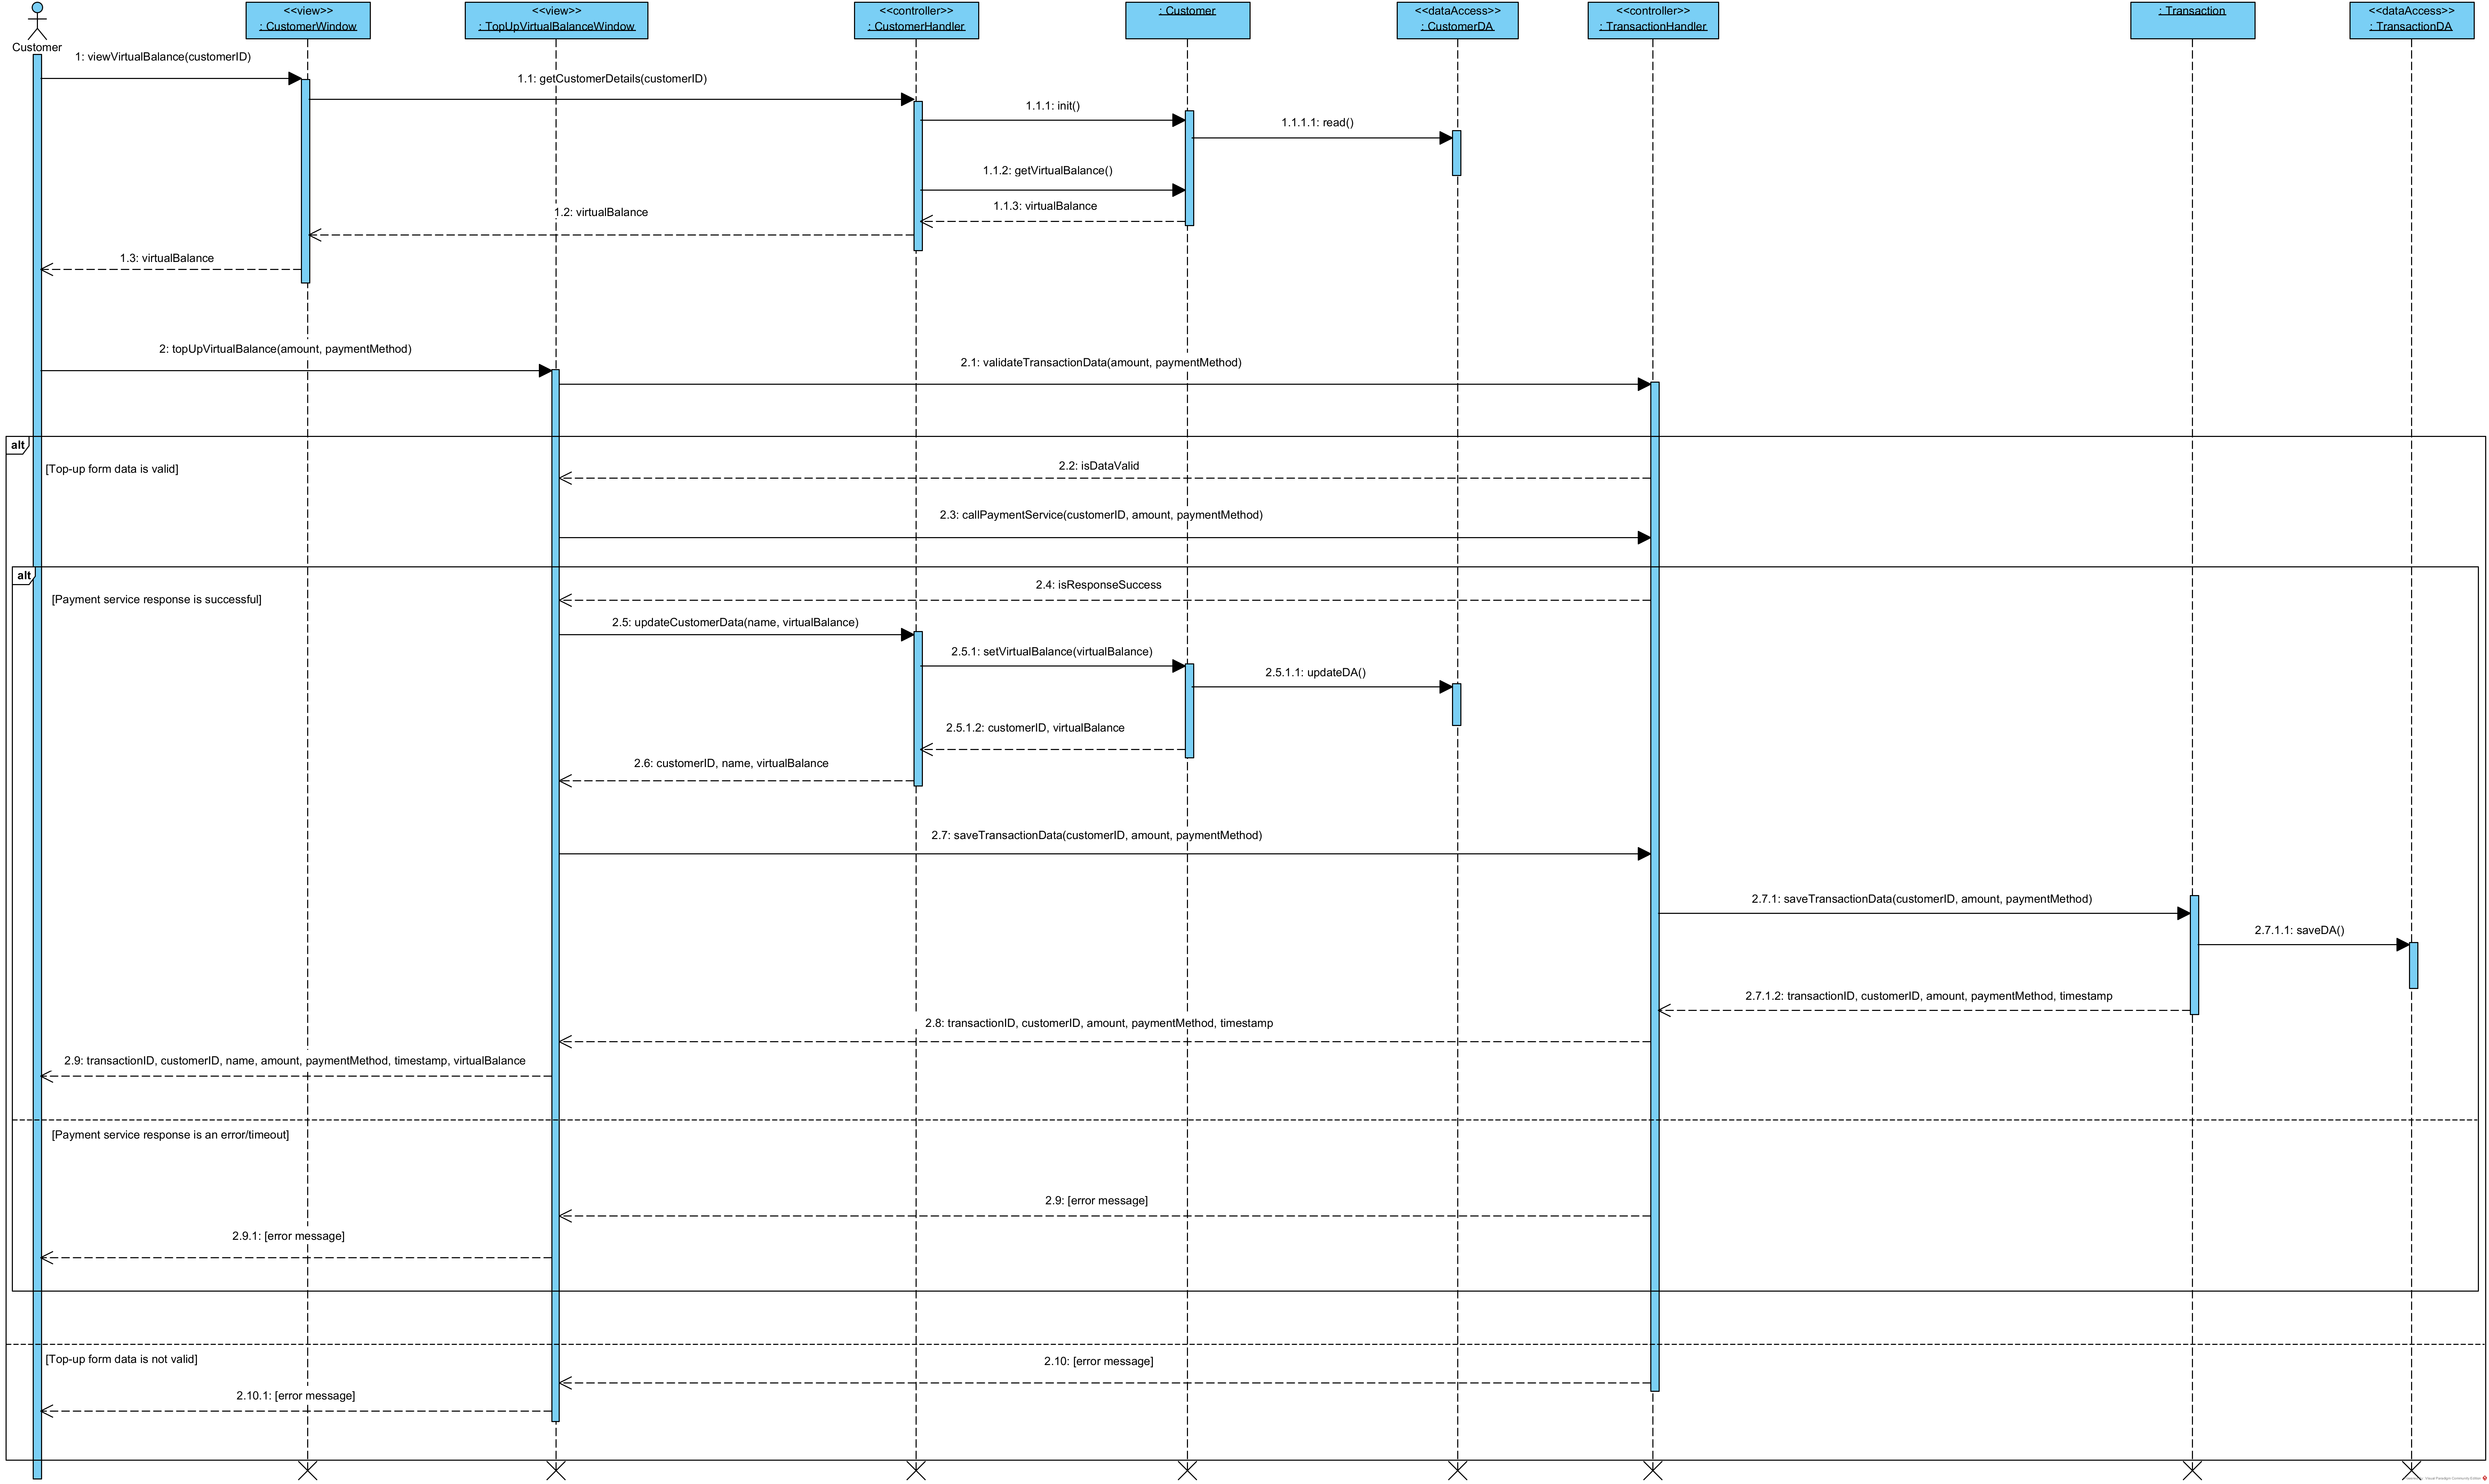 Customer
<<view>>
: CustomerWindow
<<view>>
: TopUpVirtualBalanceWindow
<<controller>>
: CustomerHandler
: Customer
<<dataAccess>>
: CustomerDA
<<controller>>
: TransactionHandler
: Transaction
<<dataAccess>>
: TransactionDA
1: viewVirtualBalance(customerID)
1.1: getCustomerDetails(customerID)
1.1.1: init()
1.1.1.1: read()
1.1.2: getVirtualBalance()
1.1.3: virtualBalance
1.2: virtualBalance
1.3: virtualBalance
2: topUpVirtualBalance(amount, paymentMethod)
2.1: validateTransactionData(amount, paymentMethod)
alt
[Top-up form data is valid]
2.2: isDataValid
2.3: callPaymentService(customerID, amount, paymentMethod)
alt
[Payment service response is successful]
2.4: isResponseSuccess
2.5: updateCustomerData(name, virtualBalance)
2.5.1: setVirtualBalance(virtualBalance)
2.5.1.1: updateDA()
2.5.1.2: customerID, virtualBalance
2.6: customerID, name, virtualBalance
2.7: saveTransactionData(customerID, amount, paymentMethod)
2.7.1: saveTransactionData(customerID, amount, paymentMethod)
2.7.1.1: saveDA()
2.7.1.2: transactionID, customerID, amount, paymentMethod, timestamp
2.8: transactionID, customerID, amount, paymentMethod, timestamp
2.9: transactionID, customerID, name, amount, paymentMethod, timestamp, virtualBalance
[Payment service response is an error/timeout]
2.9: [error message]
2.9.1: [error message]
[Top-up form data is not valid]
2.10: [error message]
2.10.1: [error message]
Visual Paradigm Community Edition